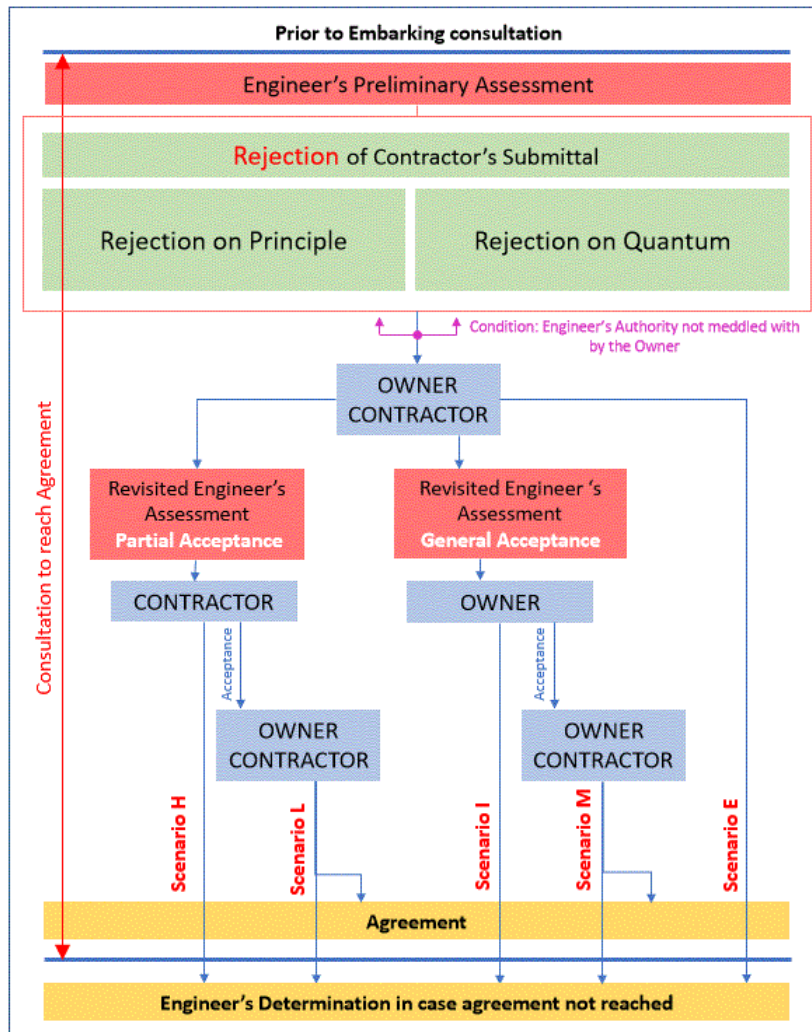 Prior to Embarking consultation
Engineer's Preliminary Assessment
Rejection of Contractor's Submittal
Rejection on Principle
Rejection on Quantum
Condition: Engineer's Authority not meddled with
by the Owner
OWNER
CONTRACTOR
Revisited Engineer's
Assessment
Partial Acceptance
Revisited Engineer 's
Assessment
General Acceptance
CONTRACTOR
OWNER
Acceptance
Acceptance
OWNER
CONTRACTOR
OWNER
CONTRACTOR
Consultation to reach Agreement
Scenario H
Scenario L
Scenario I
Scenario M
Scenario E
Agreement
Engineer's Determination in case agreement not reached